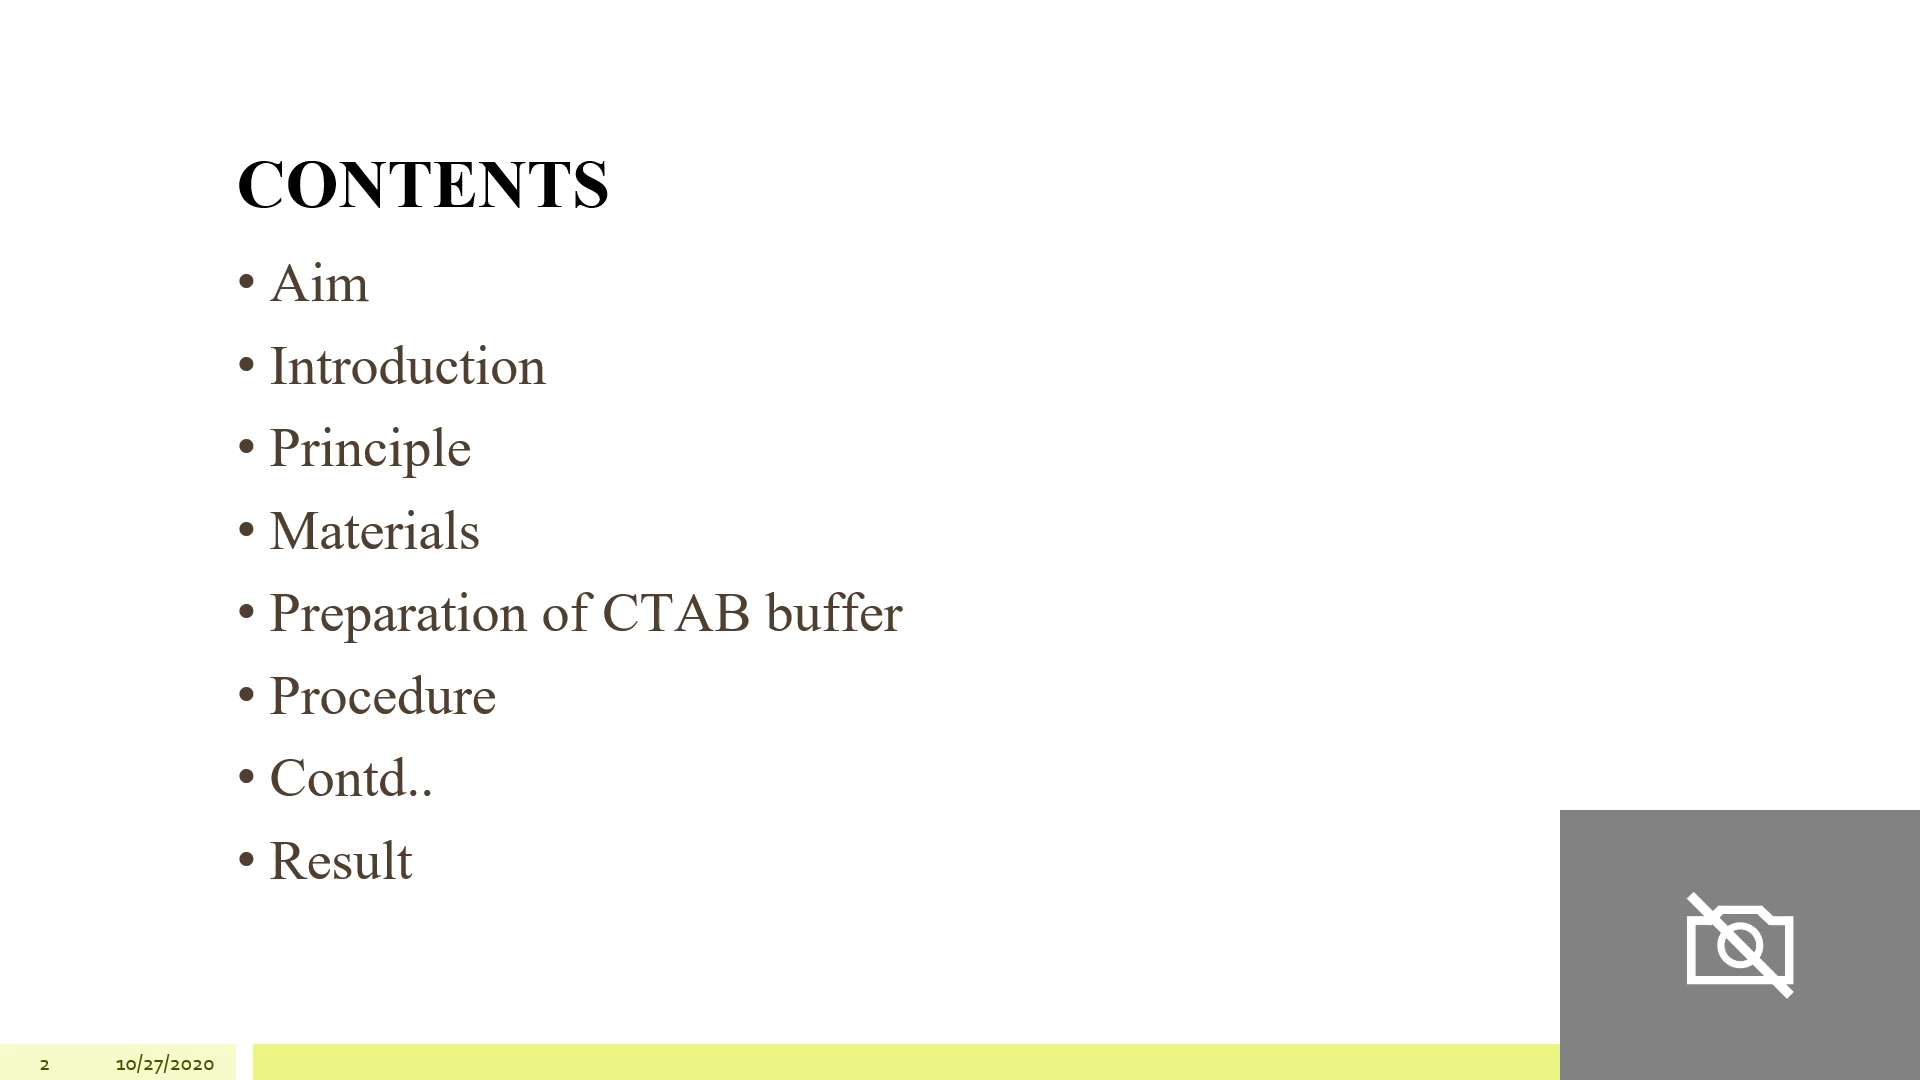 CONTENTS
• Aim
• Introduction
• Principle
• Materials
• Preparation of CTAB buffer
• Procedure
• Contd..
• Result
2 10/27/2020